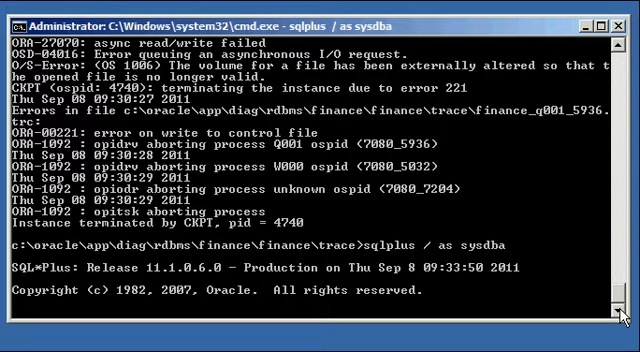 Administrator: C:\Windows\system32\cmd.exe - sqlplus / as sysdba
ORA-27070: async read/write failed
OSD-04016: Error queuing an asynchronous I/O request.
O/S-Error: (OS 1006) The volume for a file has been externally altered so that t
he opened file is no longer valid.
CKPT (ospid: 4740): terminating the instance due to error 221
Thu Sep 08 09:30:27 2011
Errors in file c:\oracle\app\diag\rdbms\finance\finance\trace\finance_q001_5936.
trc:
ORA-00221: error on write to control file
ORA-1092 : opidrv aborting process Q001 ospid (7080_5936)
Thu Sep 08 09:30:28 2011
ORA-1092 : opidrv aborting process W000 ospid (7080_5032)
Thu Sep 08 09:30:29 2011
ORA-1092 : opiodr aborting process unknown ospid (7080_7204)
Thu Sep 08 09:30:29 2011
ORA-1092 : opitsk aborting process
Instance terminated by CKPT, pid = 4740
c:\oracle\app\diag\rdbms\finance\finance\trace>sqlplus / as sysdba
SQL*Plus: Release 11.1.0.6.0 - Production on Thu Sep 8 09:33:50 2011
Copyright (c) 1982, 2007, Oracle.  All rights reserved.